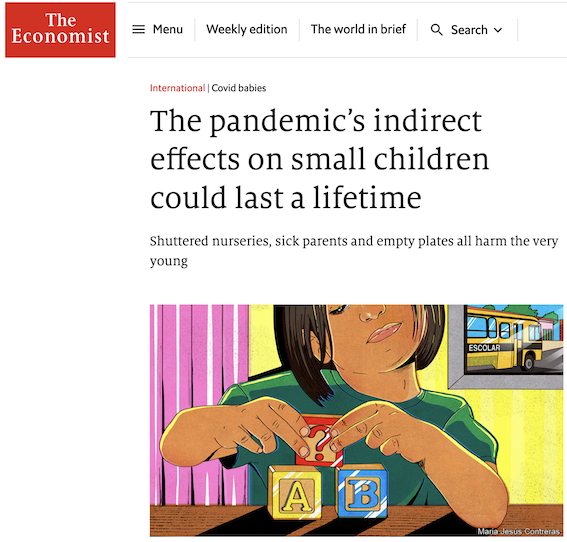 The
Economist
Menu
Weekly edition
The world in brief
Search
International | Covid babies
The pandemic’s indirect
effects on small children
could last a lifetime
Shuttered nurseries, sick parents and empty plates all harm the very
young
ESCOLAR
?
A
B
Maria Jesus Contreras.